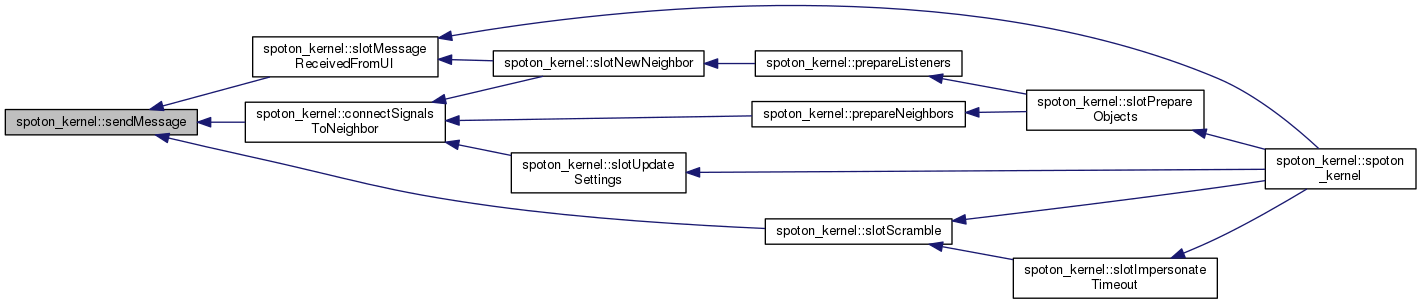 spoton_kernel::sendMessage
spoton_kernel::slotMessage
ReceivedFromUI
spoton_kernel::connectSignals
ToNeighbor
spoton_kernel::slotNewNeighbor
spoton_kernel::slotUpdate
Settings
spoton_kernel::prepareListeners
spoton_kernel::prepareNeighbors
spoton_kernel::slotScramble
spoton_kernel::slotPrepare
Objects
spoton_kernel::slotImpersonate
Timeout
spoton_kernel::spoton
_kernel